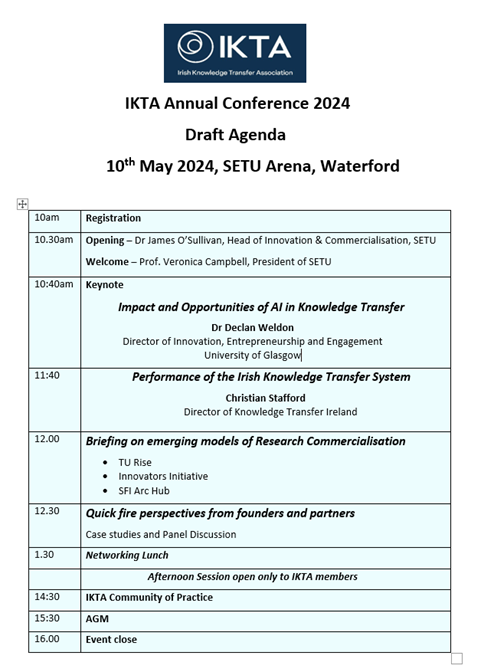 IKTA
Irish Knowledge Transfer Association
IKTA Annual Conference 2024
Draft Agenda
10th May 2024, SETU Arena, Waterford
10am Registration
10.30am Opening – Dr James O’Sullivan, Head of Innovation & Commercialisation, SETU
Welcome – Prof. Veronica Campbell, President of SETU
10:40am Keynote
Impact and Opportunities of AI in Knowledge Transfer
Dr Declan Weldon
Director of Innovation, Entrepreneurship and Engagement
University of Glasgow
11:40 Performance of the Irish Knowledge Transfer System
Christian Stafford
Director of Knowledge Transfer Ireland
12.00 Briefing on emerging models of Research Commercialisation
• TU Rise
• Innovators Initiative
• SFI Arc Hub
12.30 Quick fire perspectives from founders and partners
Case studies and Panel Discussion
1.30 Networking Lunch
Afternoon Session open only to IKTA members
14:30 IKTA Community of Practice
15:30 AGM
16.00 Event close